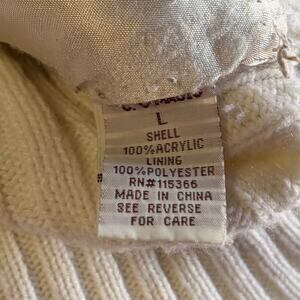 L
SHELL
100%ACRYLIC
LINING
100%POLYESTER
RN#115366
MADE IN CHINA
SEE REVERSE
FOR CARE